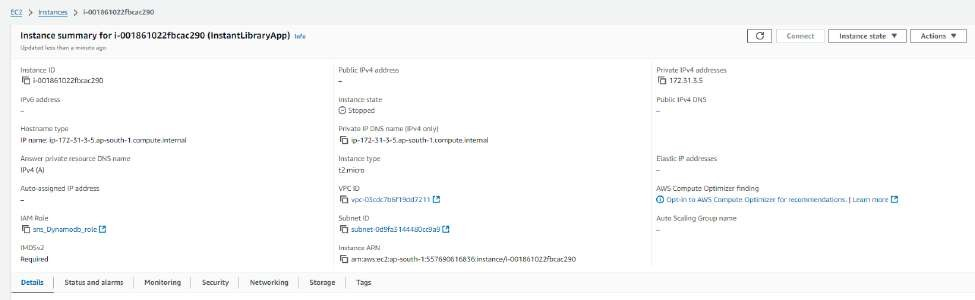 EC2 > Instances > i-001861022fbcac290
Instance summary for i-001861022fbcac290 (InstantLibraryApp) Info
Updated less than a minute ago
Connect
Instance state ▼
Actions ▼
Instance ID
i-001861022fbcac290
Public IPv4 address
–
Private IPv4 addresses
172.31.3.5
IPv6 address
–
Instance state
Stopped
Public IPv4 DNS
–
Hostname type
IP name: ip-172-31-3-5.ap-south-1.compute.internal
Private IP DNS name (IPv4 only)
ip-172-31-3-5.ap-south-1.compute.internal
Answer private resource DNS name
IPv4 (A)
Instance type
t2.micro
Elastic IP addresses
–
Auto-assigned IP address
–
VPC ID
vpc-03cdc7b6f19dd7211
AWS Compute Optimizer finding
Opt-in to AWS Compute Optimizer for recommendations. | Learn more
IAM Role
sns_Dynamodb_role
Subnet ID
subnet-0d9fa3144480cc9a9
Auto Scaling Group name
–
IMDSv2
Required
Instance ARN
arn:aws:ec2:ap-south-1:557690616836:instance/i-001861022fbcac290
Details
Status and alarms
Monitoring
Security
Networking
Storage
Tags